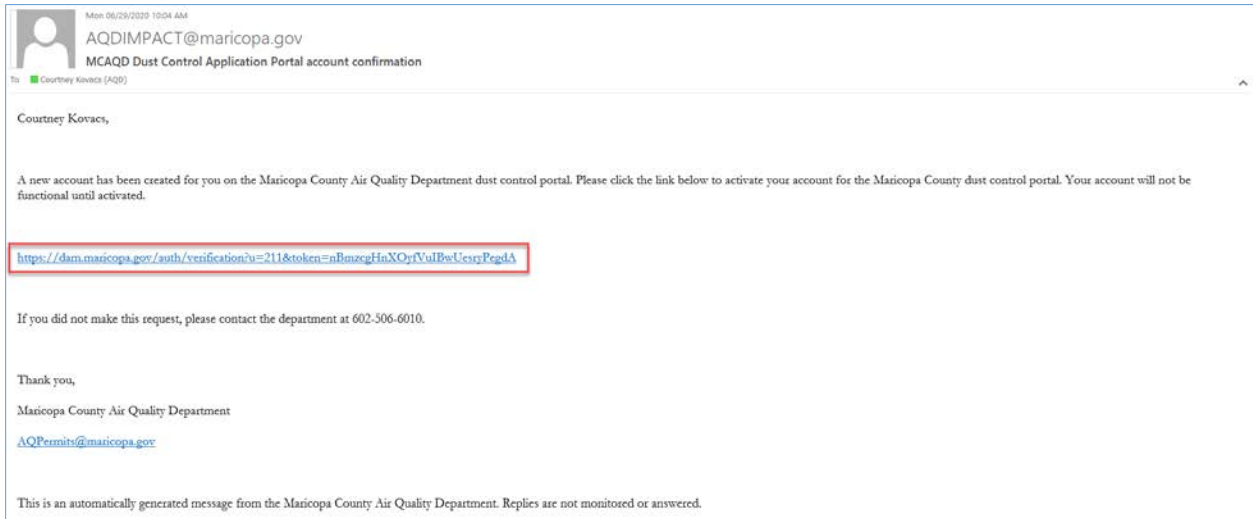 Mon 06/29/2020 10:04 AM
AQDIMPACT@maricopa.gov
MCAQD Dust Control Application Portal account confirmation
To Courtney Kovacs (AQD)
Courtney Kovacs,
A new account has been created for you on the Maricopa County Air Quality Department dust control portal. Please click the link below to activate your account for the Maricopa County dust control portal. Your account will not be
functional until activated.
https://dam.maricopa.gov/auth/verification?u=211&token=nBmzcgHnXOyfVuIBwUesryPegdA
If you did not make this request, please contact the department at 602-506-6010.
Thank you,
Maricopa County Air Quality Department
AQPermits@maricopa.gov
This is an automatically generated message from the Maricopa County Air Quality Department. Replies are not monitored or answered.